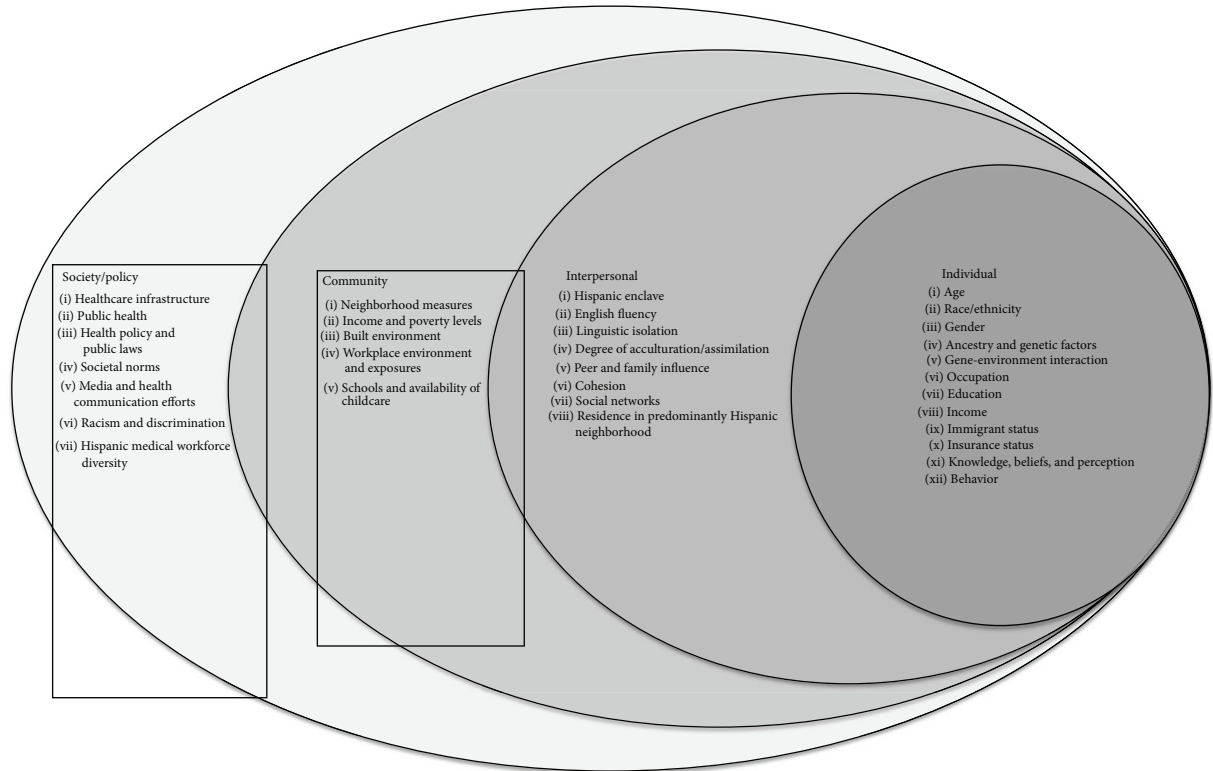 Society/policy
(i) Healthcare infrastructure
(ii) Public health
(iii) Health policy and
public laws
(iv) Societal norms
(v) Media and health
communication efforts
(vi) Racism and discrimination
(vii) Hispanic medical workforce
diversity
Community
(i) Neighborhood measures
(ii) Income and poverty levels
(iii) Built environment
(iv) Workplace environment
and exposures
(v) Schools and availability of
childcare
Interpersonal
(i) Hispanic enclave
(ii) English fluency
(iii) Linguistic isolation
(iv) Degree of acculturation/assimilation
(v) Peer and family influence
(vi) Cohesion
(vii) Social networks
(viii) Residence in predominantly Hispanic
neighborhood
Individual
(i) Age
(ii) Race/ethnicity
(iii) Gender
(iv) Ancestry and genetic factors
(v) Gene-environment interaction
(vi) Occupation
(vii) Education
(viii) Income
(ix) Immigrant status
(x) Insurance status
(xi) Knowledge, beliefs, and perception
(xii) Behavior